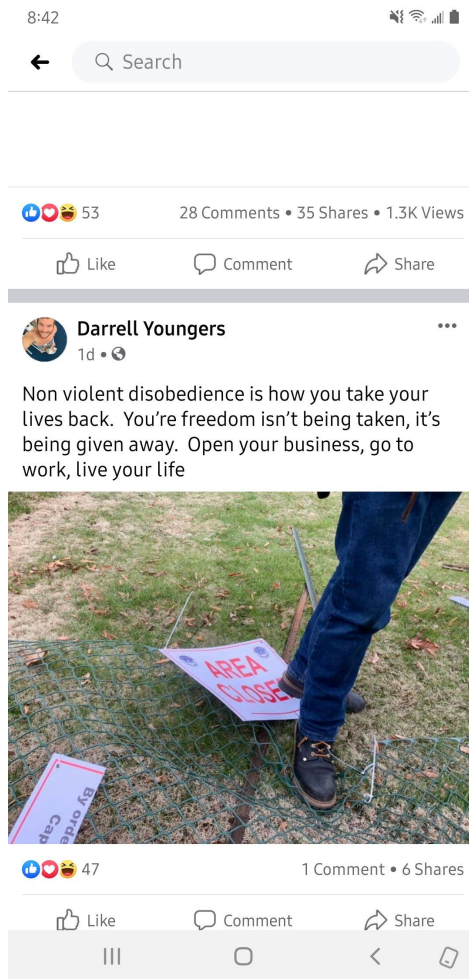 8:42
Search
53 28 Comments • 35 Shares • 1.3K Views
Like Comment Share
Darrell Youngers
1d •
Non violent disobedience is how you take your
lives back. You're freedom isn't being taken, it's
being given away. Open your business, go to
work, live your life
AREA
CLOSE
By orde
Cap
47 1 Comment • 6 Shares
Like Comment Share